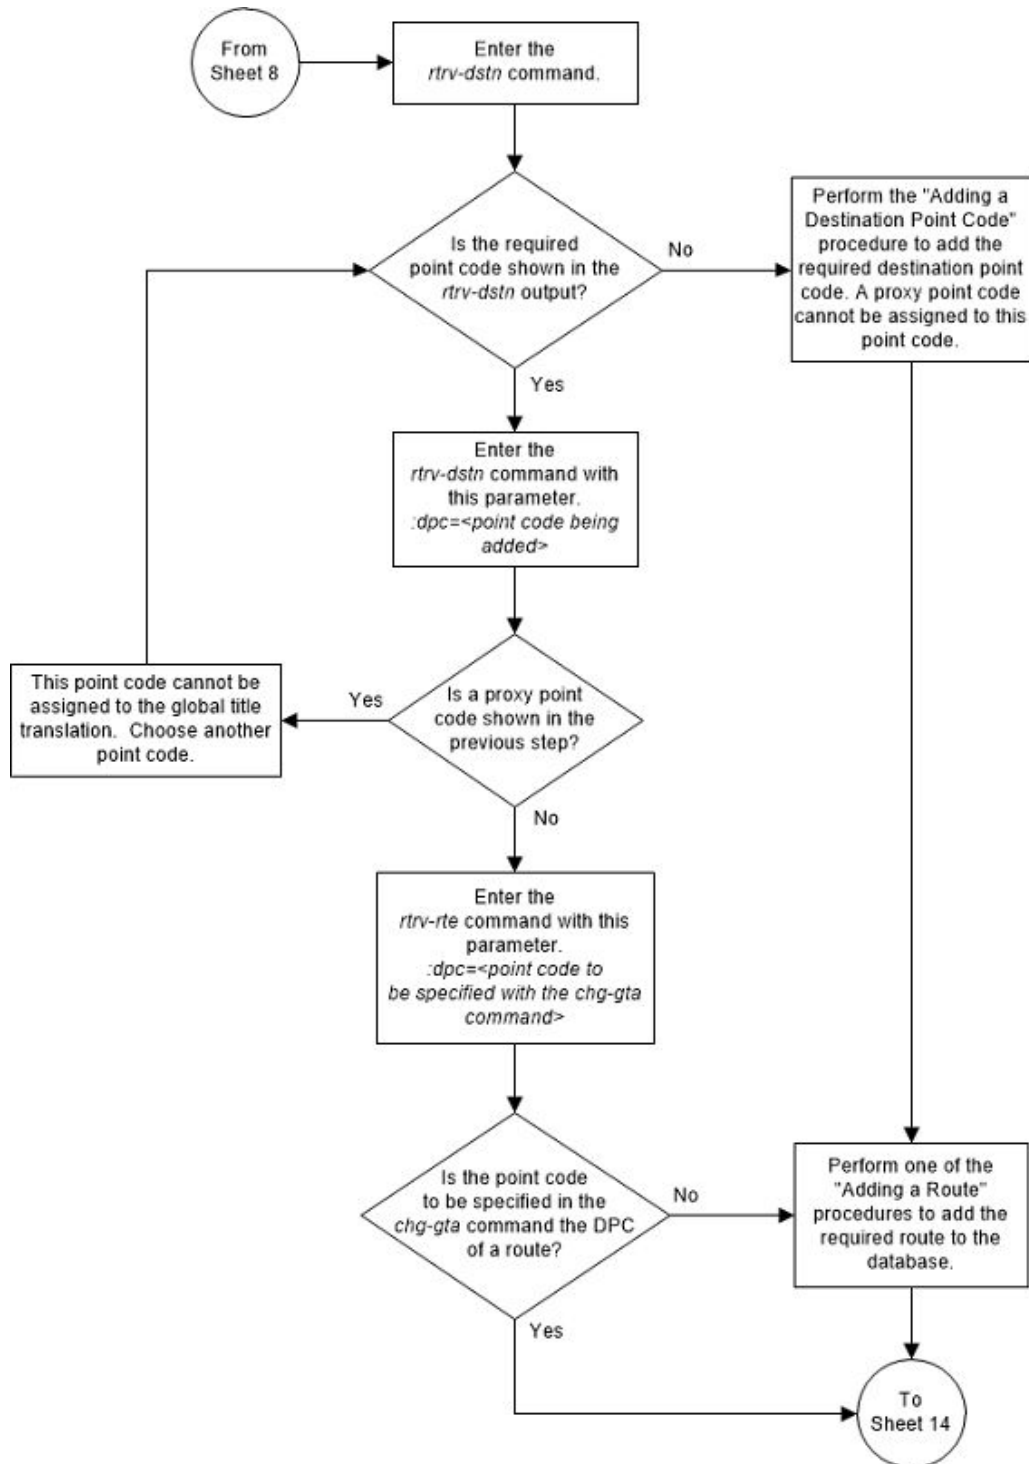 From
Sheet 8
Enter the
rtrv-dstn command.
Is the required
point code shown in the
rtrv-dstn output?
No
Perform the "Adding a
Destination Point Code"
procedure to add the
required destination point
code. A proxy point code
cannot be assigned to this
point code.
Yes
Enter the
rtrv-dstn command with
this parameter.
:dpc=<point code being
added>
This point code cannot be
assigned to the global title
translation. Choose another
point code.
Yes
Is a proxy point
code shown in the
previous step?
No
Enter the
rtrv-rte command with this
parameter.
:dpc=<point code to
be specified with the chg-gta
command>
Is the point code
to be specified in the
chg-gta command the DPC
of a route?
No
Perform one of the
"Adding a Route"
procedures to add the
required route to the
database.
Yes
To
Sheet 14